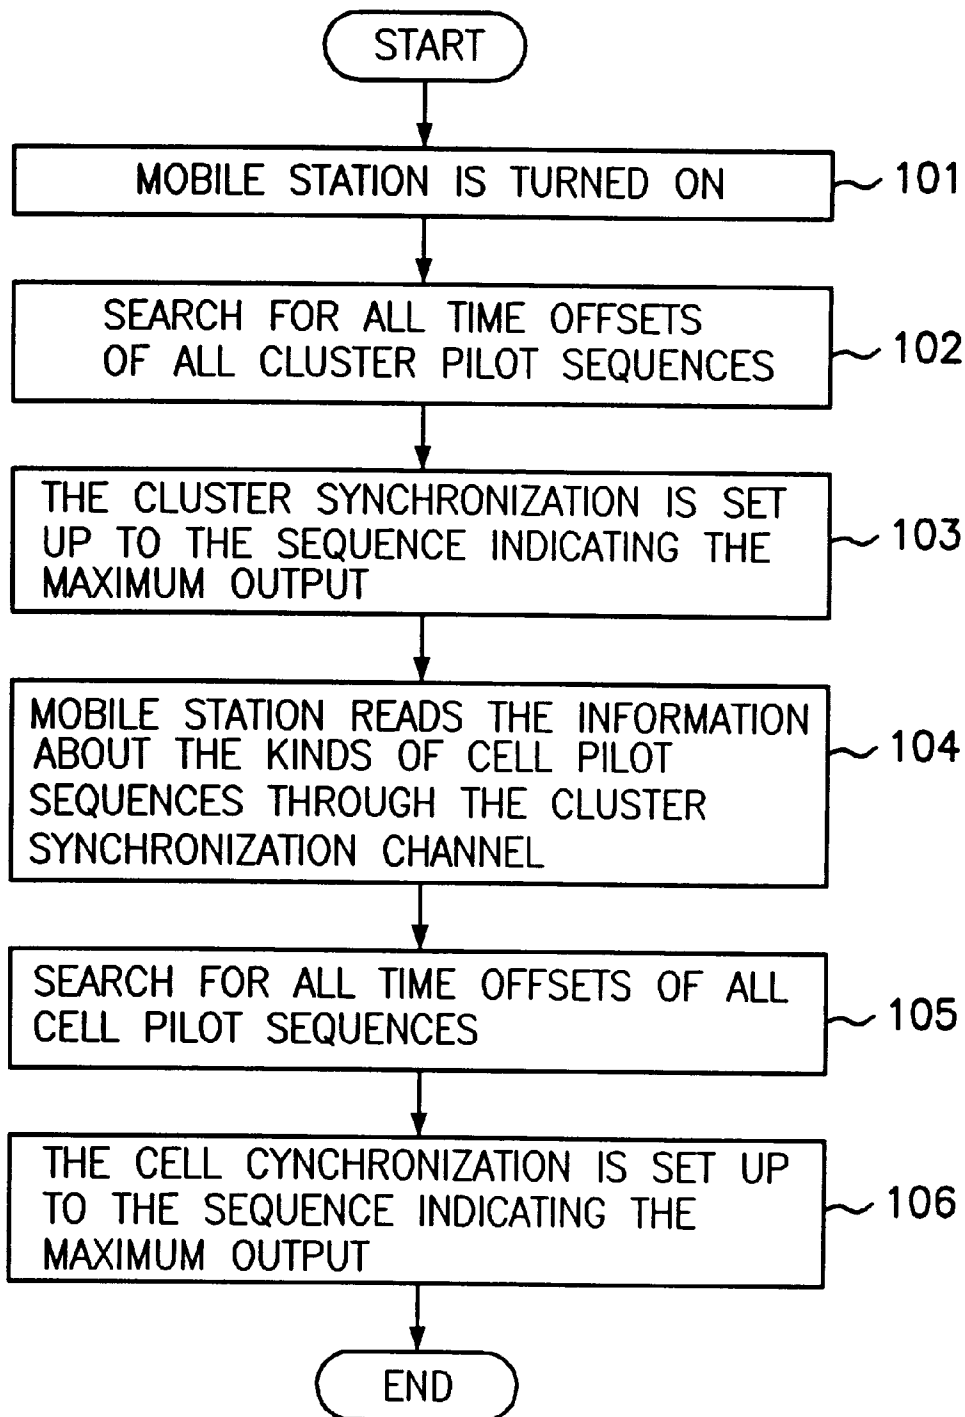 START
MOBILE STATION IS TURNED ON
101
SEARCH FOR ALL TIME OFFSETS
OF ALL CLUSTER PILOT SEQUENCES
102
THE CLUSTER SYNCHRONIZATION IS SET
UP TO THE SEQUENCE INDICATING THE
MAXIMUM OUTPUT
103
MOBILE STATION READS THE INFORMATION
ABOUT THE KINDS OF CELL PILOT
SEQUENCES THROUGH THE CLUSTER
SYNCHRONIZATION CHANNEL
104
SEARCH FOR ALL TIME OFFSETS OF ALL
CELL PILOT SEQUENCES
105
THE CELL CYNCHRONIZATION IS SET UP
TO THE SEQUENCE INDICATING THE
MAXIMUM OUTPUT
106
END